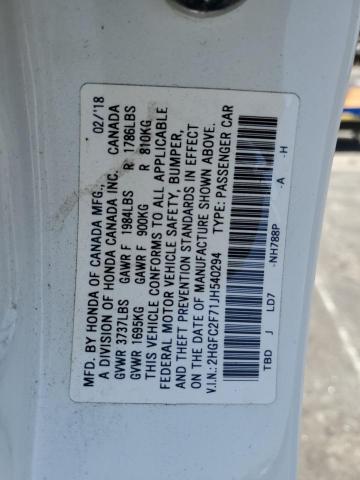 MFD. BY HONDA OF CANADA MFG., 02/'18
A DIVISION OF HONDA CANADA INC. CANADA
GVWR 3737LBS GAWR F 1984LBS R 1786LBS
GVWR 1695KG GAWR F 900KG R 810KG
THIS VEHICLE CONFORMS TO ALL APPLICABLE
FEDERAL MOTOR VEHICLE SAFETY, BUMPER,
AND THEFT PREVENTION STANDARDS IN EFFECT
ON THE DATE OF MANUFACTURE SHOWN ABOVE.
V.I.N.: 2HGFC2F71JH540294 TYPE: PASSENGER CAR
TBD J LD7 -NH788P -A -H